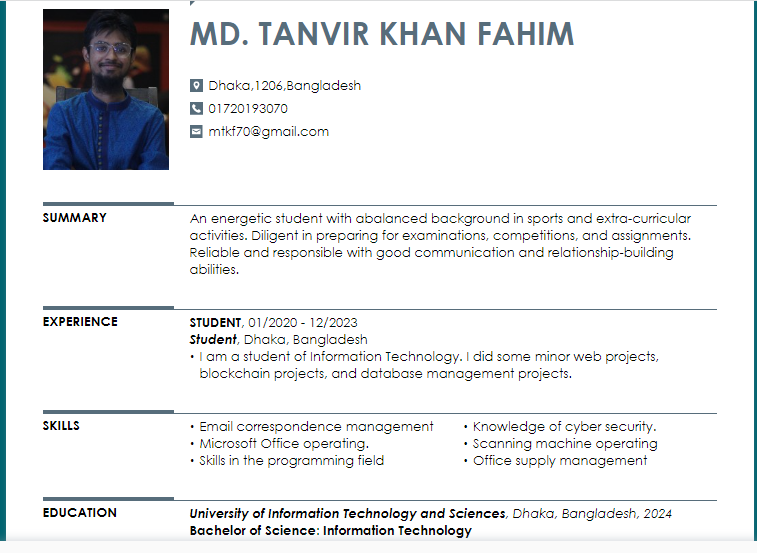 MD. TANVIR KHAN FAHIM
Dhaka,1206,Bangladesh
01720193070
mtkf70@gmail.com
SUMMARY
An energetic student with abalanced background in sports and extra-curricular
activities. Diligent in preparing for examinations, competitions, and assignments.
Reliable and responsible with good communication and relationship-building
abilities.
EXPERIENCE
STUDENT, 01/2020 - 12/2023
Student, Dhaka, Bangladesh
• I am a student of Information Technology. I did some minor web projects,
blockchain projects, and database management projects.
SKILLS
• Email correspondence management
• Microsoft Office operating.
• Skills in the programming field
• Knowledge of cyber security.
• Scanning machine operating
• Office supply management
EDUCATION
University of Information Technology and Sciences, Dhaka, Bangladesh, 2024
Bachelor of Science: Information Technology